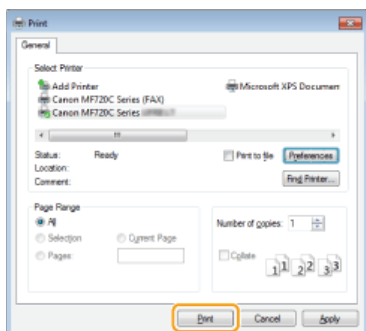 Print
General
Select Printer
Add Printer
Microsoft XPS Documen
Canon MF720C Series (FAX)
Canon MF720C Series
Status: Ready
Print to file
Preferences
Location:
Comment:
Find Printer...
Page Range
All
Selection
Current Page
Pages:
Number of copies: 1
Collate
1 1 2 2 3 3
Print
Cancel
Apply